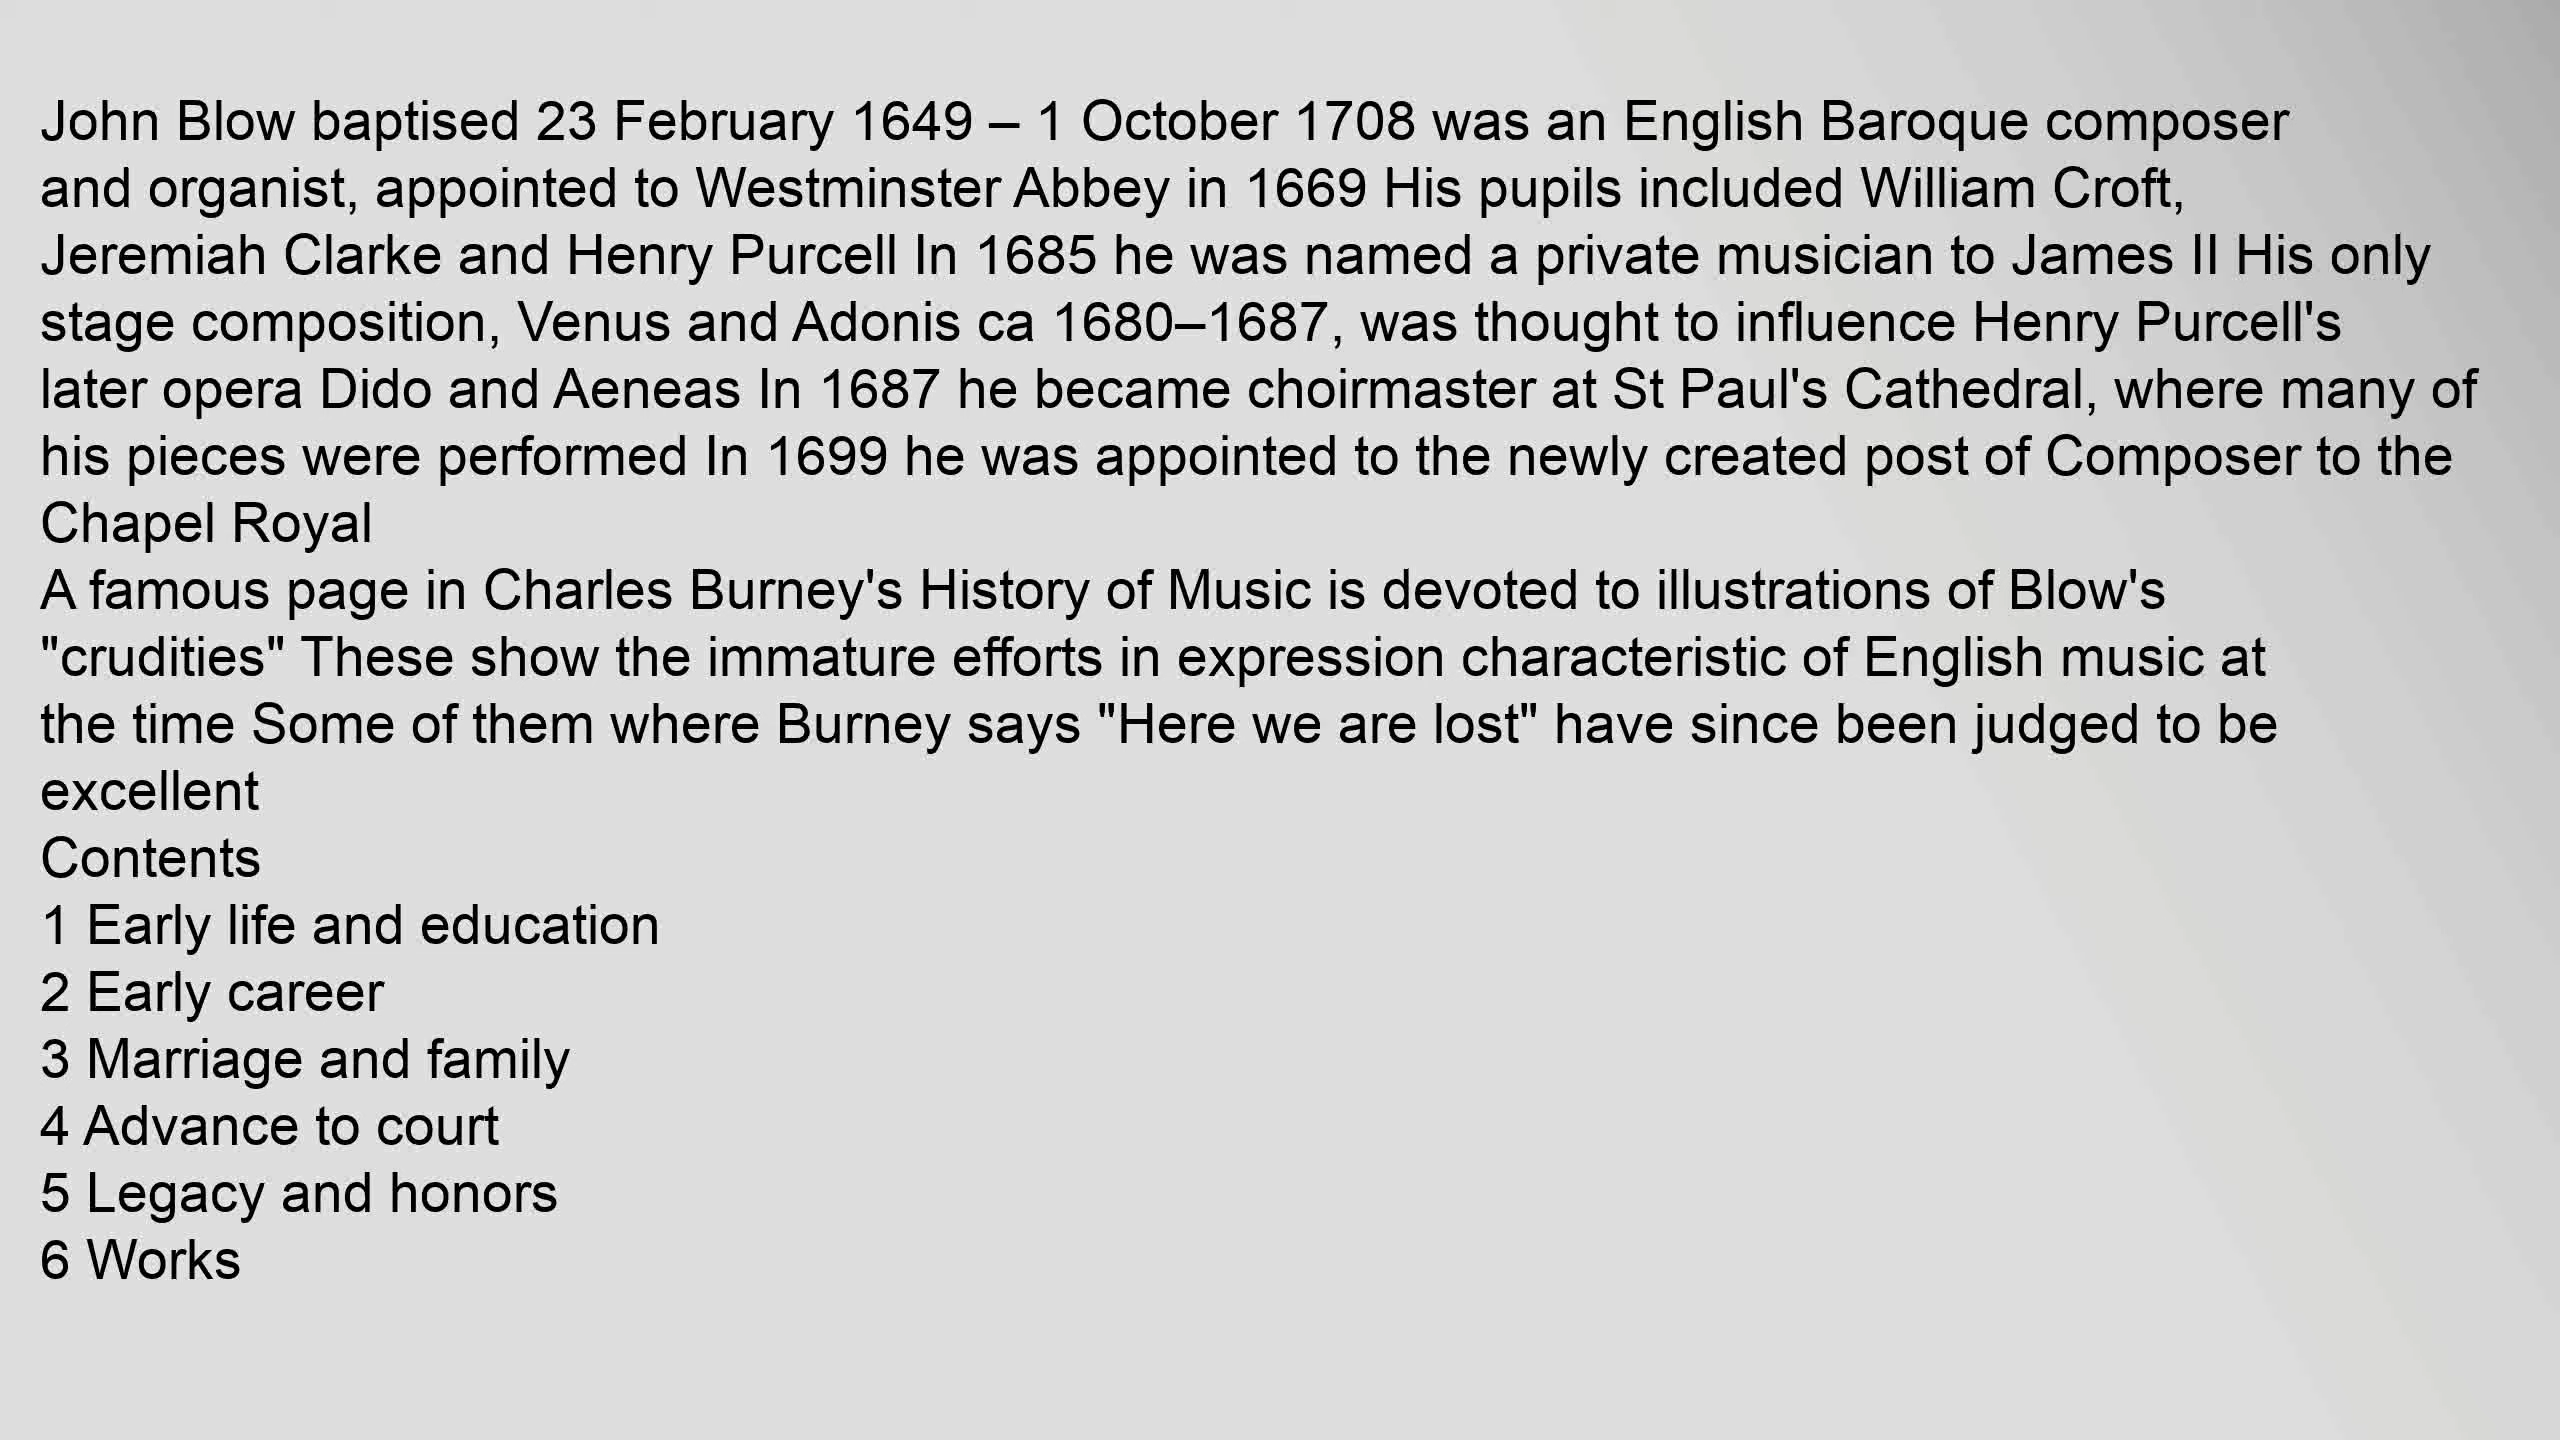 John Blow baptised 23 February 1649 – 1 October 1708 was an English Baroque composer
and organist, appointed to Westminster Abbey in 1669 His pupils included William Croft,
Jeremiah Clarke and Henry Purcell In 1685 he was named a private musician to James II His only
stage composition, Venus and Adonis ca 1680–1687, was thought to influence Henry Purcell's
later opera Dido and Aeneas In 1687 he became choirmaster at St Paul's Cathedral, where many of
his pieces were performed In 1699 he was appointed to the newly created post of Composer to the
Chapel Royal
A famous page in Charles Burney's History of Music is devoted to illustrations of Blow's
"crudities" These show the immature efforts in expression characteristic of English music at
the time Some of them where Burney says "Here we are lost" have since been judged to be
excellent
Contents
1 Early life and education
2 Early career
3 Marriage and family
4 Advance to court
5 Legacy and honors
6 Works